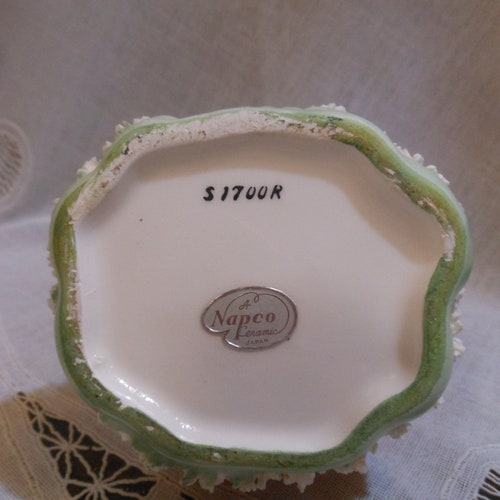 S1700R
A
Napco
Ceramic
JAPAN